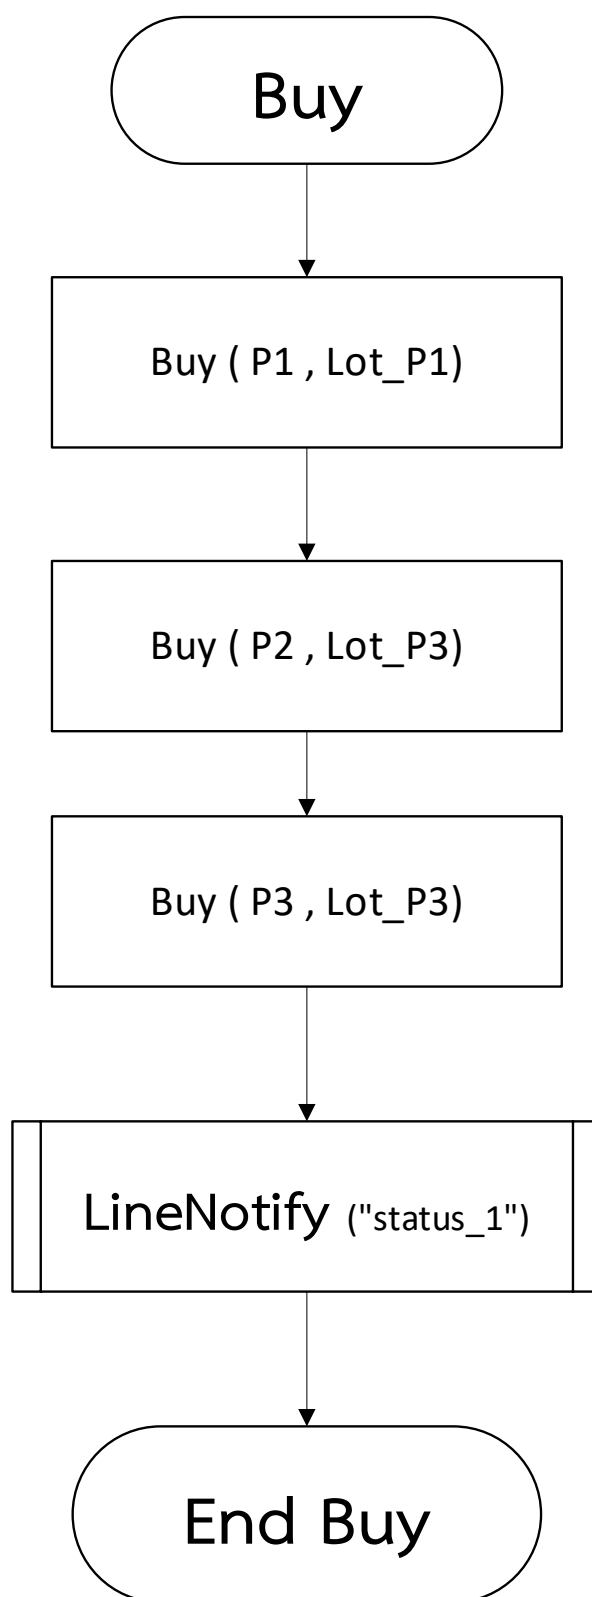 Buy
Buy ( P1 , Lot_P1)
Buy ( P2 , Lot_P3)
Buy ( P3 , Lot_P3)
LineNotify ("status_1")
End Buy